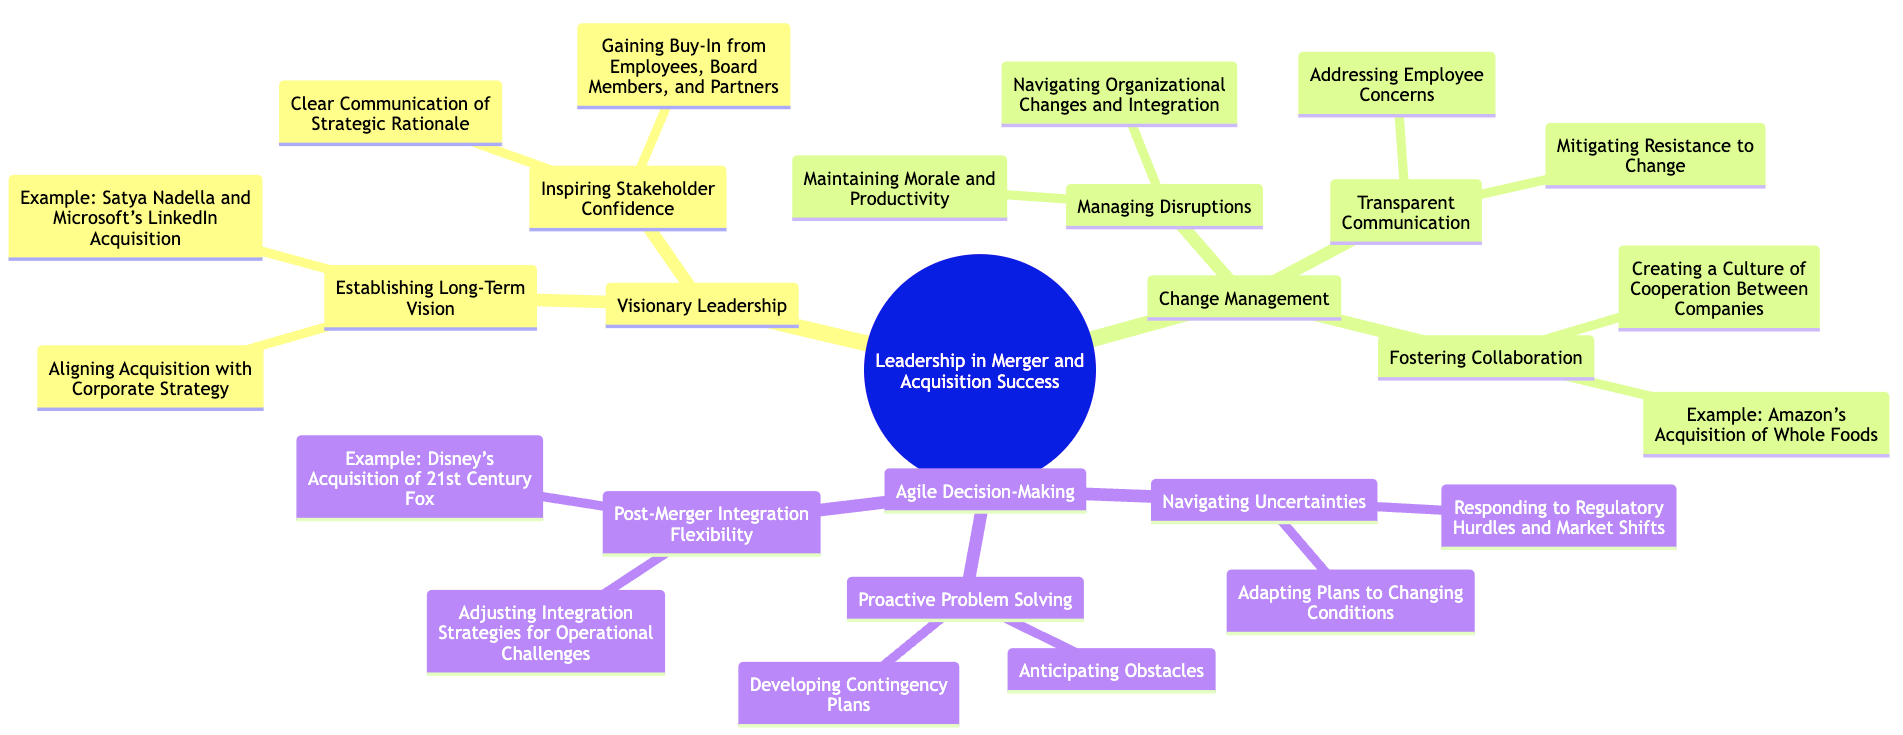 Leadership in Merger and
Acquisition Success
Visionary Leadership
Establishing Long-Term
Vision
Example: Satya Nadella and
Microsoft’s LinkedIn
Acquisition
Aligning Acquisition with
Corporate Strategy
Inspiring Stakeholder
Confidence
Clear Communication of
Strategic Rationale
Gaining Buy-In from
Employees, Board
Members, and Partners
Change Management
Managing Disruptions
Maintaining Morale and
Productivity
Navigating Organizational
Changes and Integration
Transparent
Communication
Addressing Employee
Concerns
Mitigating Resistance to
Change
Fostering Collaboration
Creating a Culture of
Cooperation Between
Companies
Example: Amazon’s
Acquisition of Whole Foods
Agile Decision-Making
Navigating Uncertainties
Responding to Regulatory
Hurdles and Market Shifts
Adapting Plans to Changing
Conditions
Proactive Problem Solving
Anticipating Obstacles
Developing Contingency
Plans
Post-Merger Integration
Flexibility
Example: Disney’s
Acquisition of 21st Century
Fox
Adjusting Integration
Strategies for Operational
Challenges